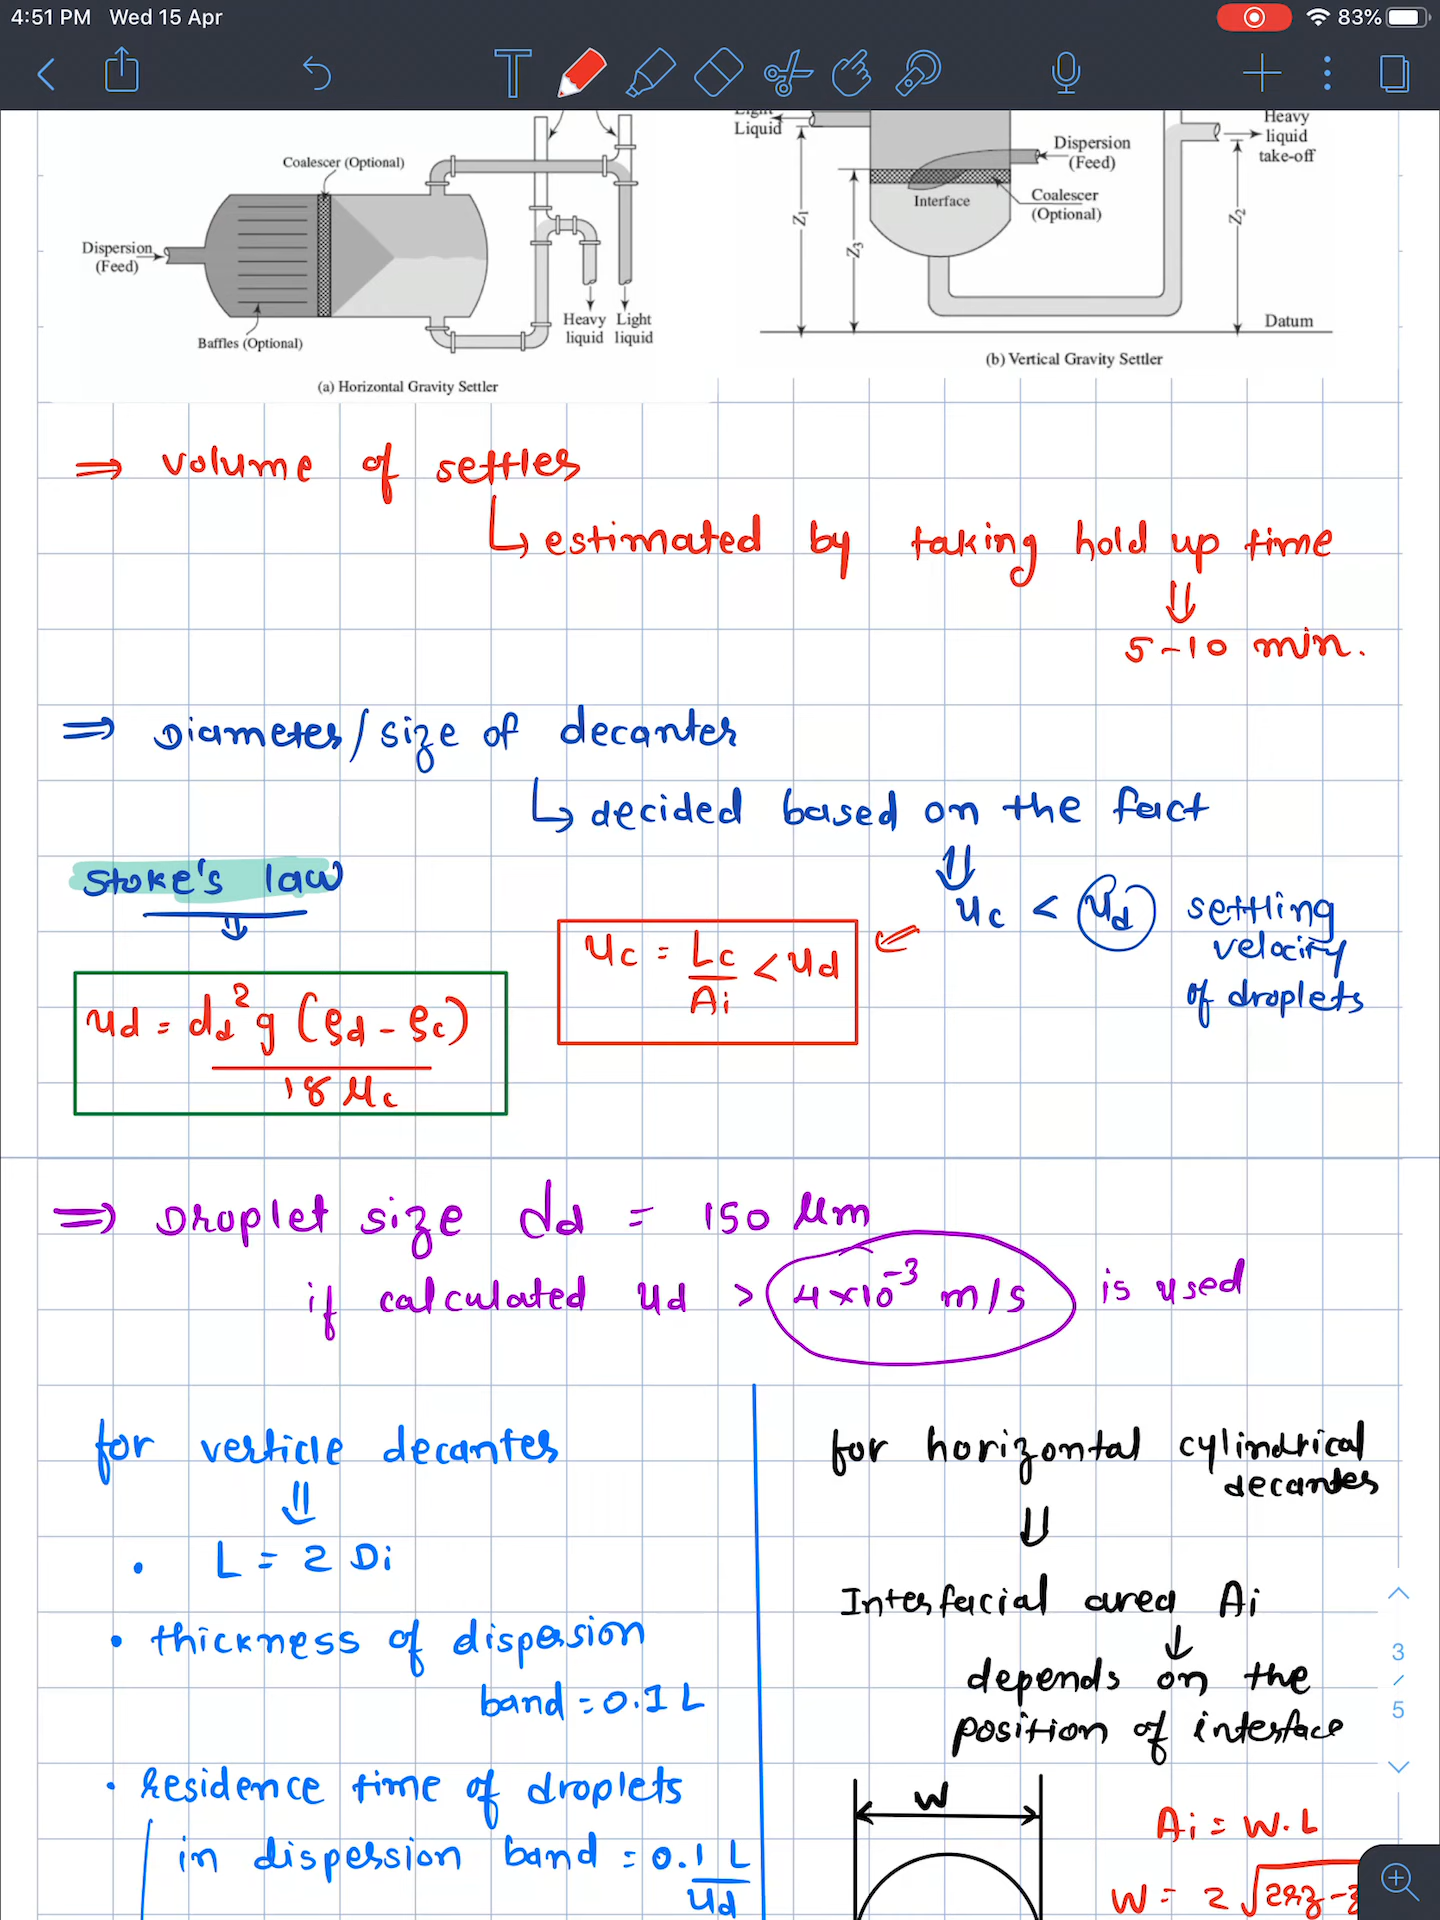 4:51 PM Wed 15 Apr
83%
Liquid
Heavy
liquid
take-off
Dispersion
(Feed)
Coalescer
(Optional)
Interface
Z1
Z3
Z2
Datum
(b) Vertical Gravity Settler
Coalescer (Optional)
Dispersion
(Feed)
Baffles (Optional)
Heavy Light
liquid liquid
(a) Horizontal Gravity Settler
⇒ volume of settler
↳ estimated by taking hold up time
⇓
5-10 min.
⇒ Diameter/size of decanter
↳ decided based on the fact
⇓
uc < ud settling
velocity
of droplets
Stoke's law
⇓
uc = Lc/Ai < ud
ud = dd² g (ρd - ρc)
18 μc
⇒ Droplet size dd = 150 μm
if calculated ud > 4×10⁻³ m/s is used
for verticle decanter
⇓
• L = 2 Di
• thickness of dispersion
band = 0.1 L
• Residence time of droplets
in dispersion band = 0.1 L
ud
for horizontal cylindrical
decanter
⇓
Interfacial area Ai
↓
depends on the
position of interface
W
Ai = W.L
W = 2 √2rz-z
3
/
5